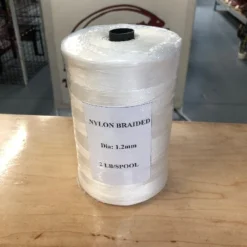 NYLON BRAIDED
Dia: 1.2mm
2 LB/SPOOL